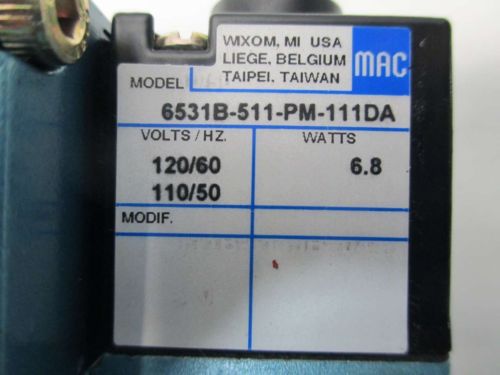 WIXOM, MI USA
LIEGE, BELGIUM
TAIPEI, TAIWAN
MAC
MODEL
6531B-511-PM-111DA
VOLTS / HZ.
WATTS
120/60
6.8
110/50
MODIF.